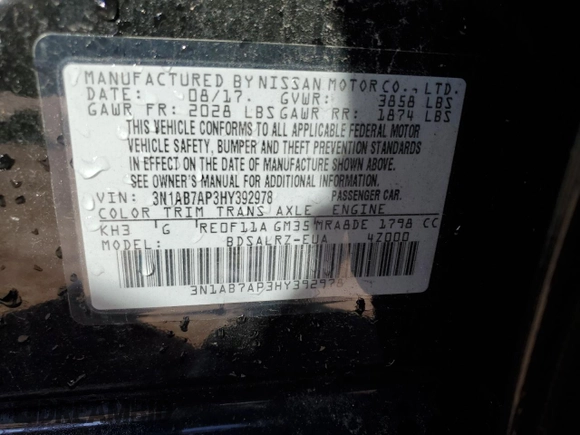 MANUFACTURED BY NISSAN MOTOR CO., LTD.
DATE: 08/17. GVWR: 3858 LBS
GAWR FR: 2028 LBS GAWR RR: 1874 LBS
THIS VEHICLE CONFORMS TO ALL APPLICABLE FEDERAL MOTOR
VEHICLE SAFETY, BUMPER AND THEFT PREVENTION STANDARDS
IN EFFECT ON THE DATE OF MANUFACTURE SHOWN ABOVE.
SEE OWNER'S MANUAL FOR ADDITIONAL INFORMATION.
VIN: 3N1AB7AP3HY392978 PASSENGER CAR.
COLOR TRIM TRANS AXLE ENGINE
KH3 G RE0F11A GM35 MRA8DE 1798 CC
MODEL: BDSALRZ-EUA 4Z000
3N1AB7AP3HY392978